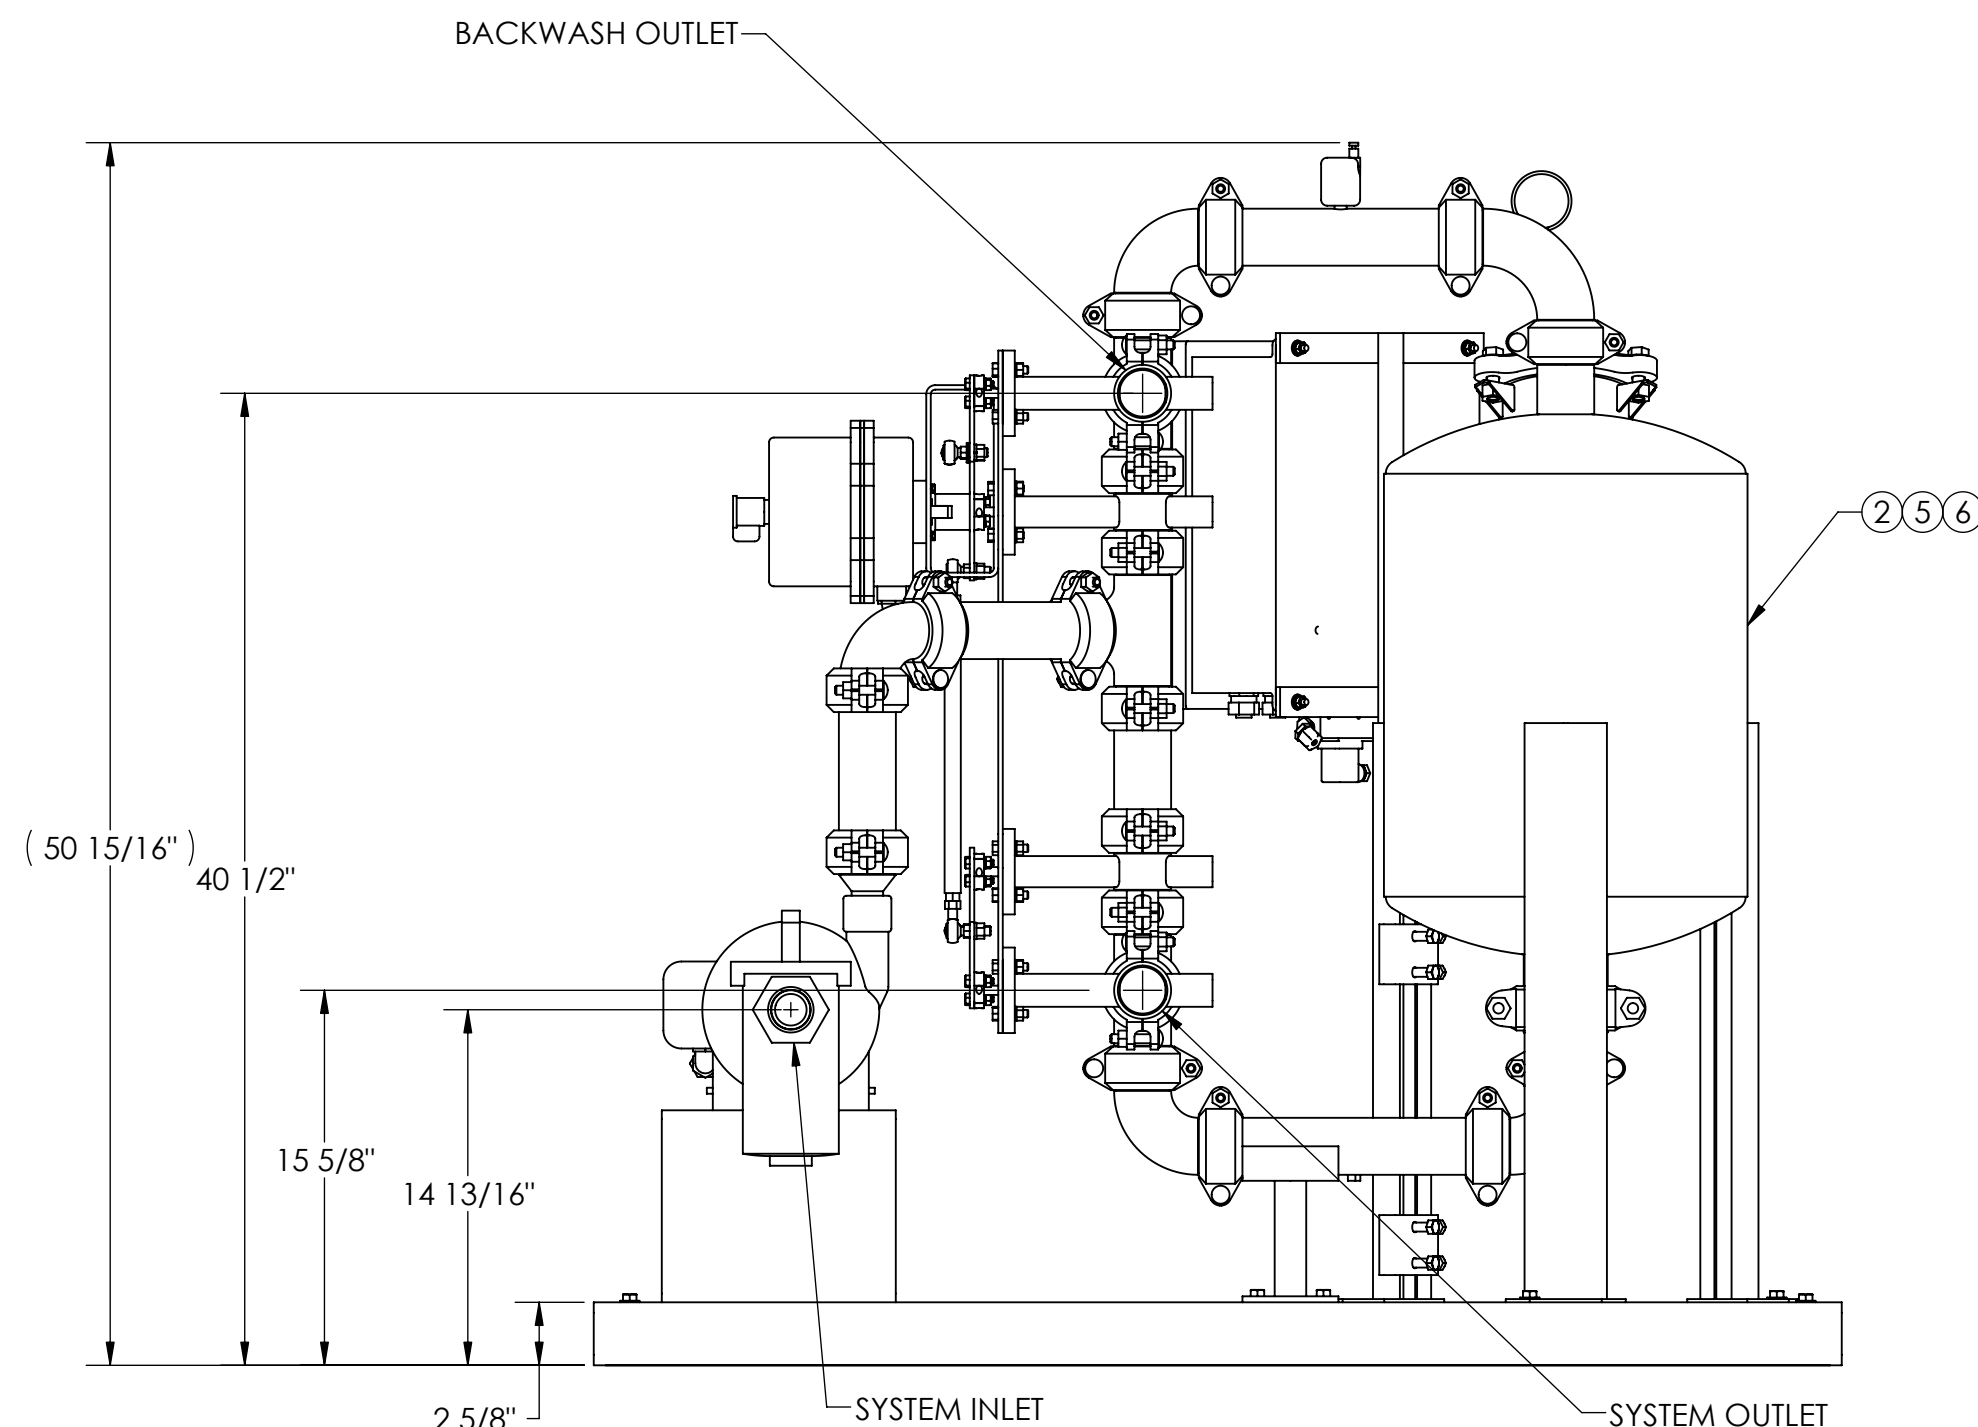 BACKWASH OUTLET
2 5 6
( 50 15/16" )
40 1/2"
15 5/8"
14 13/16"
2 5/8"
SYSTEM INLET
SYSTEM OUTLET